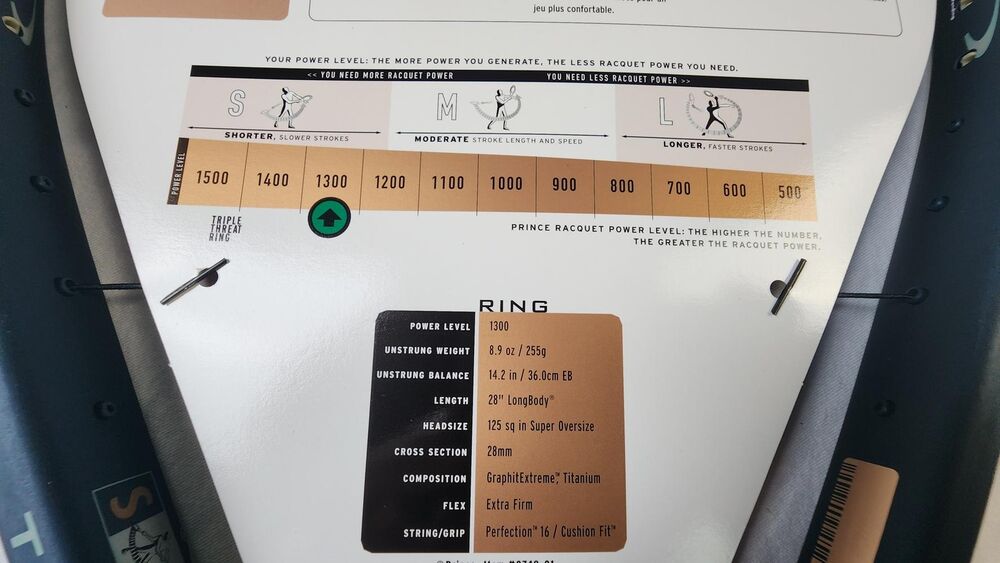 jeu plus confortable.
YOUR POWER LEVEL: THE MORE POWER YOU GENERATE, THE LESS RACQUET POWER YOU NEED.
<< YOU NEED MORE RACQUET POWER YOU NEED LESS RACQUET POWER >>
S M L
SHORTER, SLOWER STROKES MODERATE STROKE LENGTH AND SPEED LONGER, FASTER STROKES
POWER LEVEL 1500 1400 1300 1200 1100 1000 900 800 700 600 500
TRIPLE
THREAT
RING
PRINCE RACQUET POWER LEVEL: THE HIGHER THE NUMBER,
THE GREATER THE RACQUET POWER.
RING
POWER LEVEL 1300
UNSTRUNG WEIGHT 8.9 oz / 255g
UNSTRUNG BALANCE 14.2 in / 36.0cm EB
LENGTH 28" LongBody®
HEADSIZE 125 sq in Super Oversize
CROSS SECTION 28mm
COMPOSITION GraphitExtreme™, Titanium
FLEX Extra Firm
STRING/GRIP Perfection™ 16 / Cushion Fit™
S